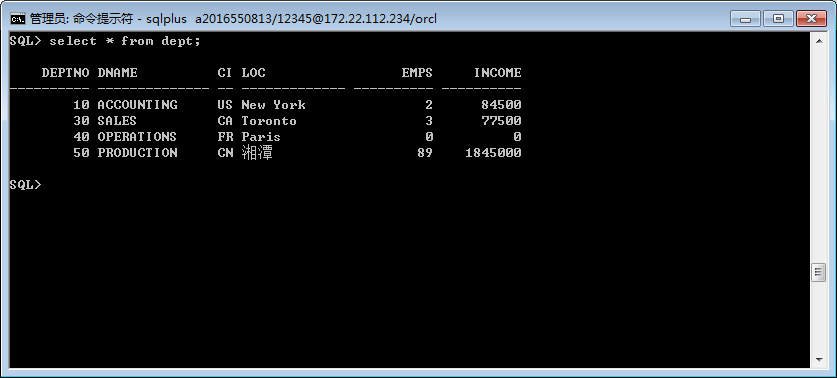 管理员: 命令提示符 - sqlplus  a2016550813/12345@172.22.112.234/orcl
SQL> select * from dept;
    DEPTNO DNAME          CI LOC                 EMPS     INCOME
---------- -------------- -- ------------- ---------- ----------
        10 ACCOUNTING     US New York               2      84500
        30 SALES          CA Toronto                3      77500
        40 OPERATIONS     FR Paris                  0          0
        50 PRODUCTION     CN 湘潭                  89    1845000
SQL>